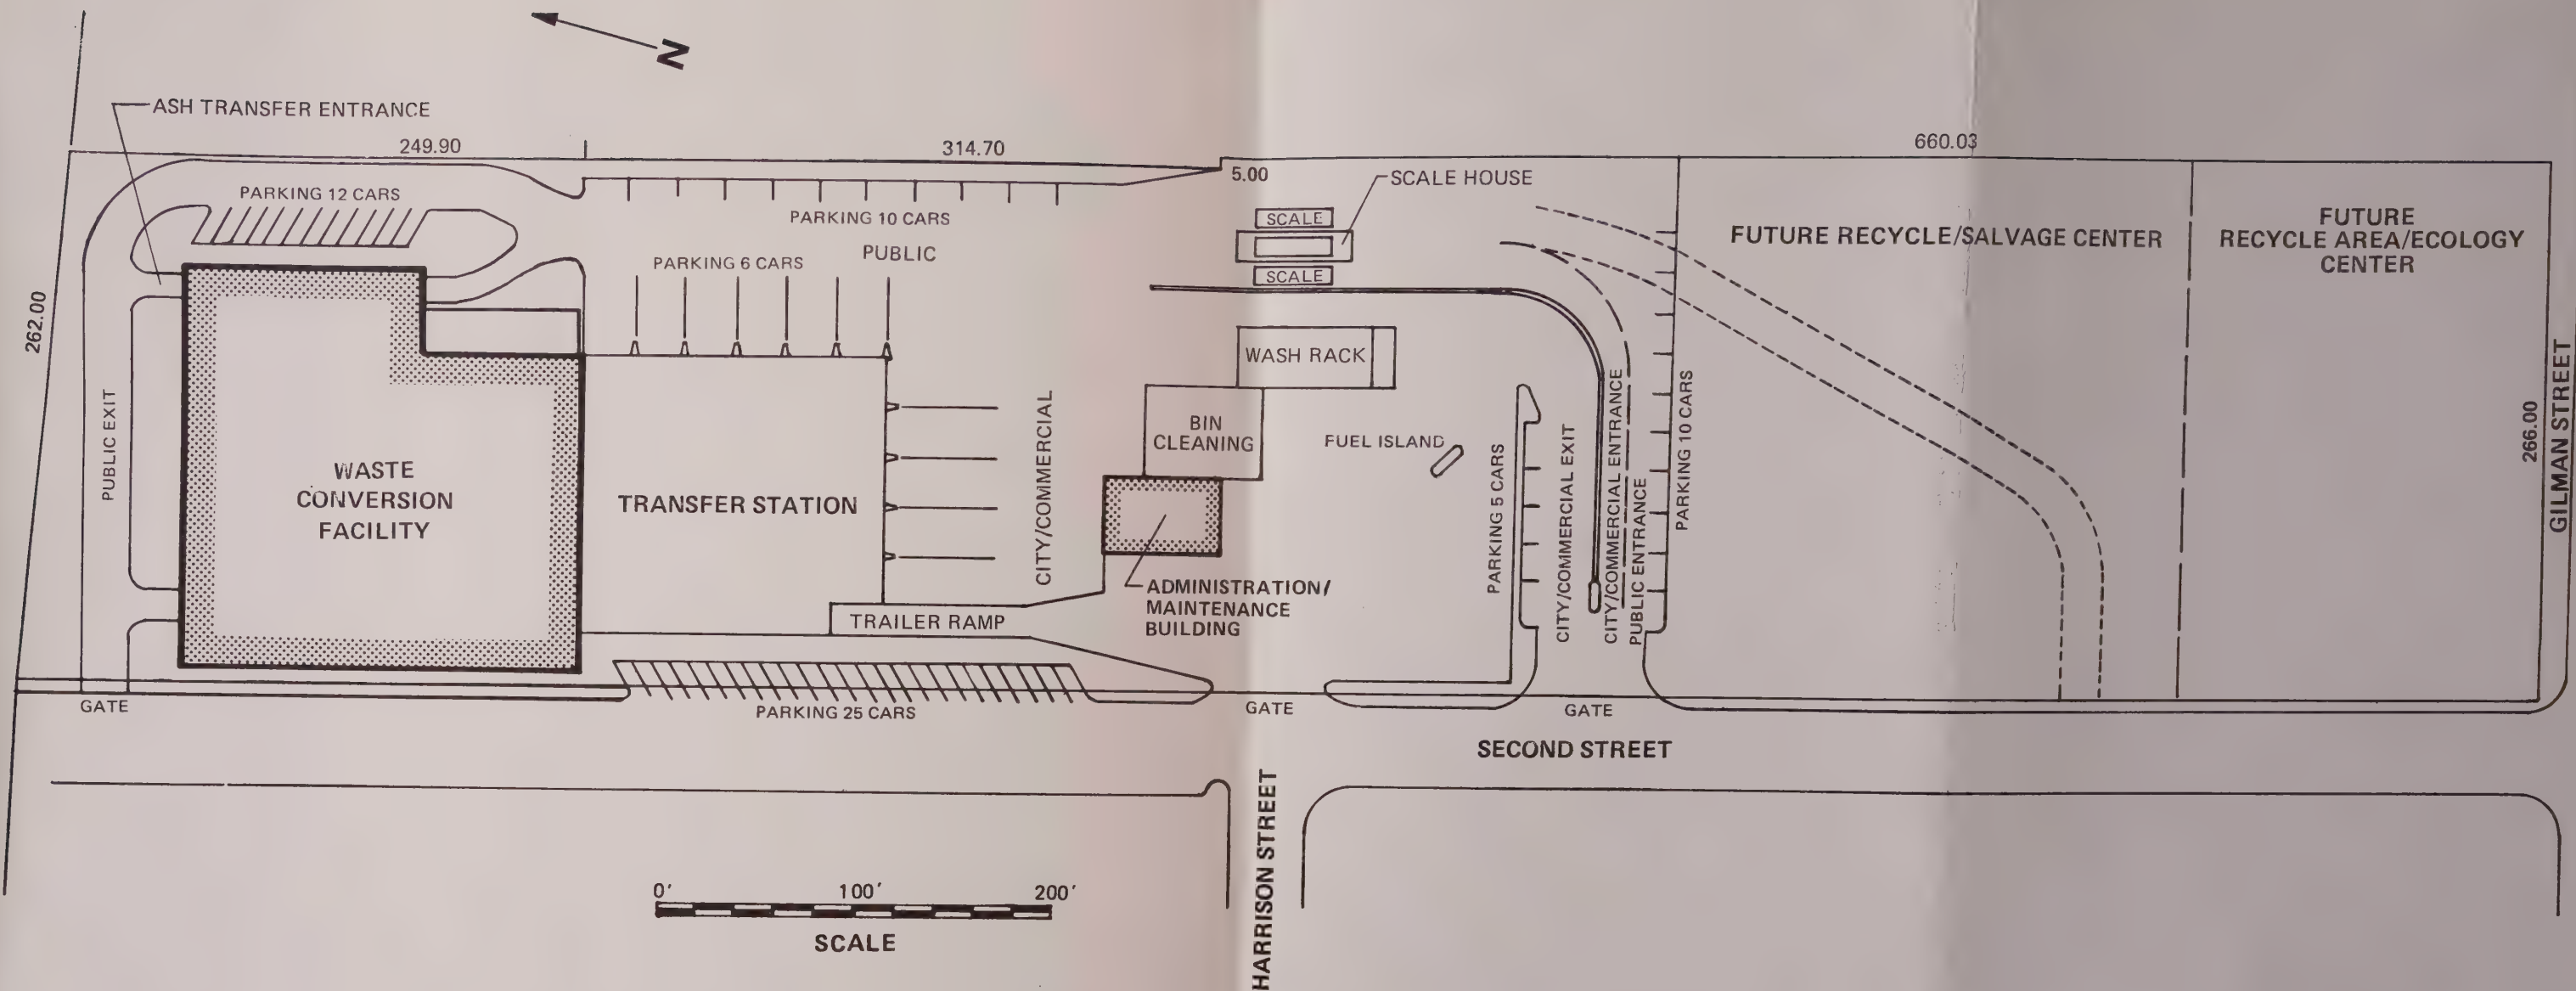 N
ASH TRANSFER ENTRANCE
249.90
314.70
660.03
5.00
262.00
PARKING 12 CARS
PARKING 10 CARS
PARKING 6 CARS
PUBLIC
SCALE HOUSE
SCALE
SCALE
FUTURE RECYCLE/SALVAGE CENTER
FUTURE
RECYCLE AREA/ECOLOGY
CENTER
PUBLIC EXIT
WASTE
CONVERSION
FACILITY
TRANSFER STATION
CITY/COMMERCIAL
WASH RACK
BIN
CLEANING
FUEL ISLAND
PARKING 5 CARS
CITY/COMMERCIAL EXIT
CITY/COMMERCIAL ENTRANCE
PUBLIC ENTRANCE
PARKING 10 CARS
266.00
GILMAN STREET
ADMINISTRATION/
MAINTENANCE
BUILDING
TRAILER RAMP
GATE
PARKING 25 CARS
GATE
GATE
SECOND STREET
HARRISON STREET
0'
100'
200'
SCALE